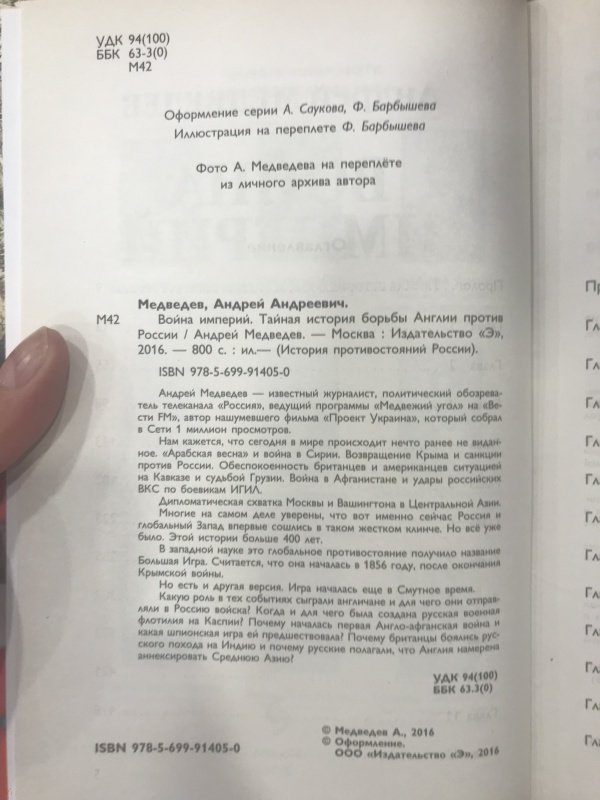 УДК 94(100)
ББК 63-3(0)
М42
Оформление серии А. Саукова, Ф. Барбышева
Иллюстрация на переплете Ф. Барбышева
Фото А. Медведева на переплёте
из личного архива автора
Медведев, Андрей Андреевич.
М42 Война империй. Тайная история борьбы Англии против
России / Андрей Медведев. — Москва : Издательство «Э»,
2016. — 800 с. : ил.— (История противостояний России).
ISBN 978-5-699-91405-0
Андрей Медведев — известный журналист, политический обозрева-
тель телеканала «Россия», ведущий программы «Медвежий угол» на «Ве-
сти FM», автор нашумевшего фильма «Проект Украина», который собрал
в Сети 1 миллион просмотров.
Нам кажется, что сегодня в мире происходит нечто ранее не видан-
ное. «Арабская весна» и война в Сирии. Возвращение Крыма и санкции
против России. Обеспокоенность британцев и американцев ситуацией
на Кавказе и судьбой Грузии. Война в Афганистане и удары российских
ВКС по боевикам ИГИЛ.
Дипломатическая схватка Москвы и Вашингтона в Центральной Азии.
Многие на самом деле уверены, что вот именно сейчас Россия и
глобальный Запад впервые сошлись в таком жестком клинче. Но всё уже
было. Этой истории больше 400 лет.
В западной науке это глобальное противостояние получило название
Большая Игра. Считается, что она началась в 1856 году, после окончания
Крымской войны.
Но есть и другая версия. Игра началась еще в Смутное время.
Какую роль в тех событиях сыграли англичане и для чего они отправ-
ляли в Россию войска? Когда и для чего была создана русская военная
флотилия на Каспии? Почему началась первая Англо-афганская война и
какая шпионская игра ей предшествовала? Почему британцы боялись рус-
ского похода на Индию и почему русские полагали, что Англия намерена
аннексировать Среднюю Азию?
УДК 94(100)
ББК 63.3(0)
© Медведев А., 2016
© Оформление.
ООО «Издательство «Э», 2016
ISBN 978-5-699-91405-0